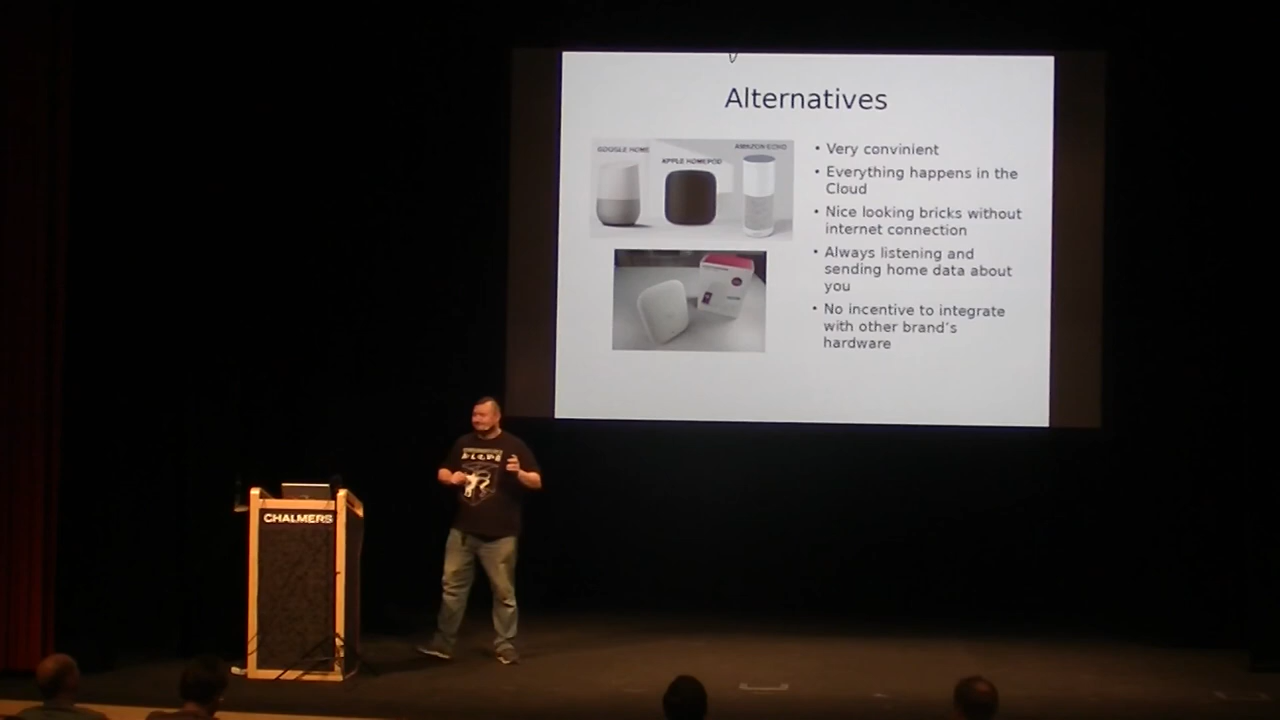 Alternatives
GOOGLE HOME
APPLE HOMEPOD
AMAZON ECHO
• Very convinient
• Everything happens in the
Cloud
• Nice looking bricks without
internet connection
• Always listening and
sending home data about
you
• No incentive to integrate
with other brand's
hardware
CHALMERS